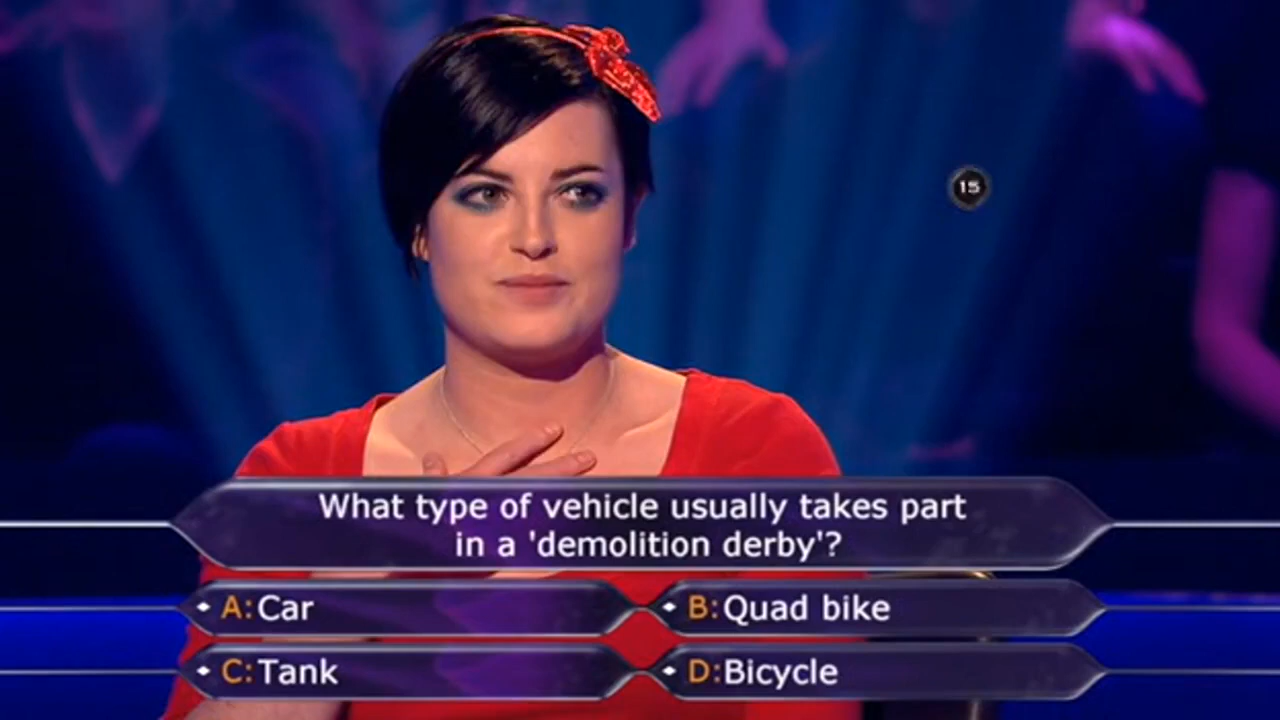 15
What type of vehicle usually takes part
in a 'demolition derby'?
A: Car
B: Quad bike
C: Tank
D: Bicycle